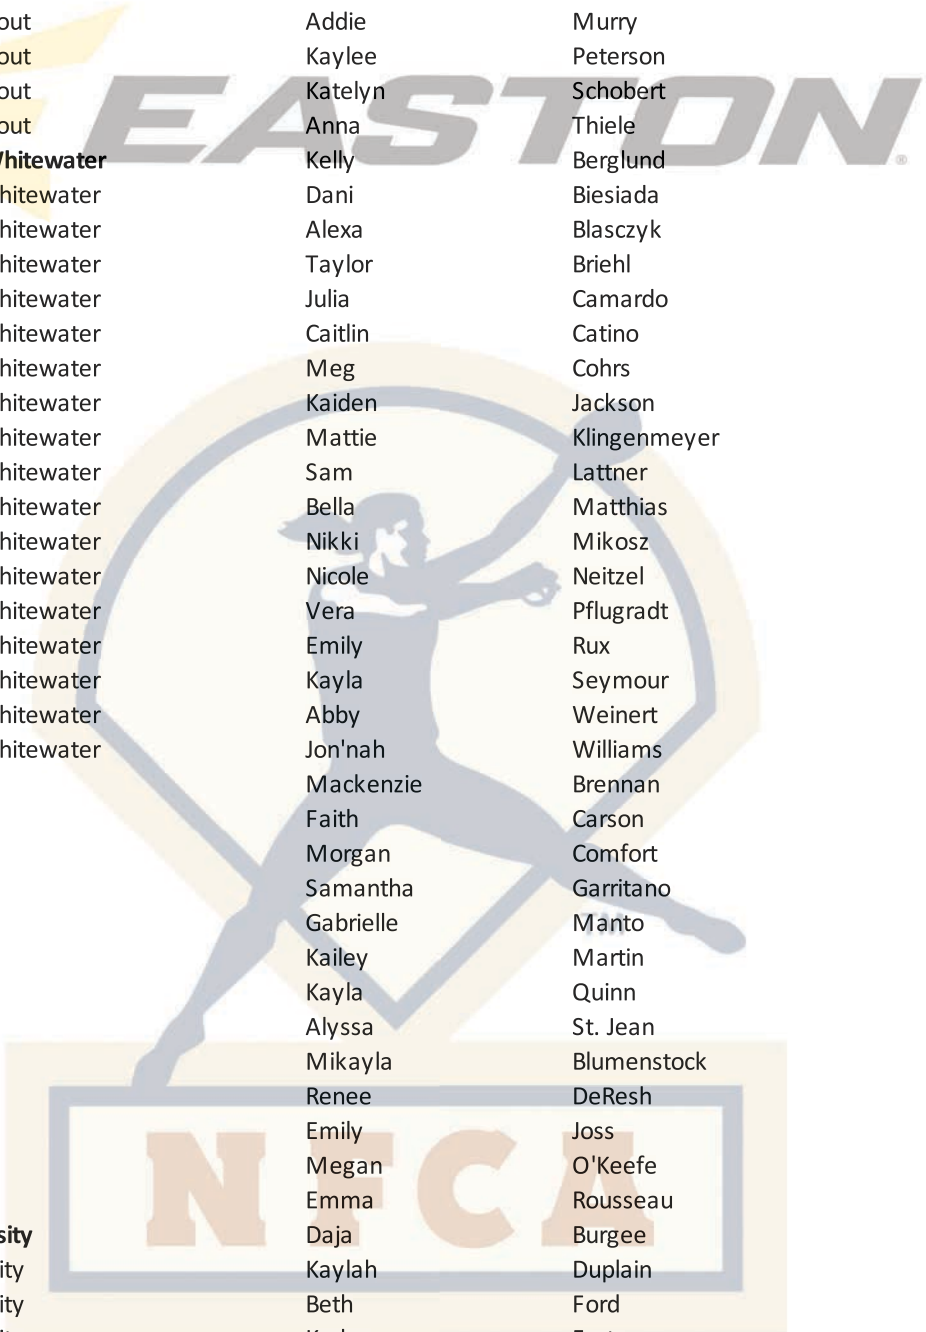 out Addie Murry
out Kaylee Peterson
EASTON®
out Katelyn Schobert
out Anna Thiele
Whitewater Kelly Berglund
hitewater Dani Biesiada
hitewater Alexa Blasczyk
hitewater Taylor Briehl
hitewater Julia Camardo
hitewater Caitlin Catino
hitewater Meg Cohrs
hitewater Kaiden Jackson
hitewater Mattie Klingenmeyer
hitewater Sam Lattner
hitewater Bella Matthias
hitewater Nikki Mikosz
hitewater Nicole Neitzel
hitewater Vera Pflugradt
hitewater Emily Rux
hitewater Kayla Seymour
hitewater Abby Weinert
hitewater Jon'nah Williams
Mackenzie Brennan
Faith Carson
Morgan Comfort
Samantha Garritano
Gabrielle Manto
TM
Kailey Martin
Kayla Quinn
Alyssa St. Jean
Mikayla Blumenstock
Renee DeResh
Emily Joss
Megan O'Keefe
Emma Rousseau
NFCA
sity Daja Burgee
ity Kaylah Duplain
ity Beth Ford